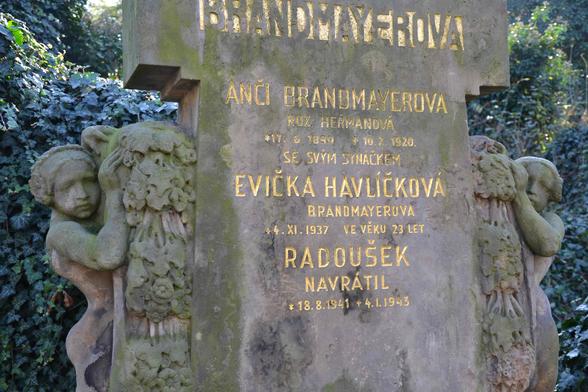 BRANDMAYEROVÁ
ANČI BRANDMAYEROVA
ROZ. HEŘMANOVÁ
*17. 6. 1899 +10. 2. 1920.
SE SVÝM SYNÁČKEM
EVIČKA HAVLÍČKOVÁ
BRANDMAYEROVA
+4. XI. 1937 VE VĚKU 23 LET
RADOUŠEK
NAVRÁTIL
*18.8.1941 +4.1.1943